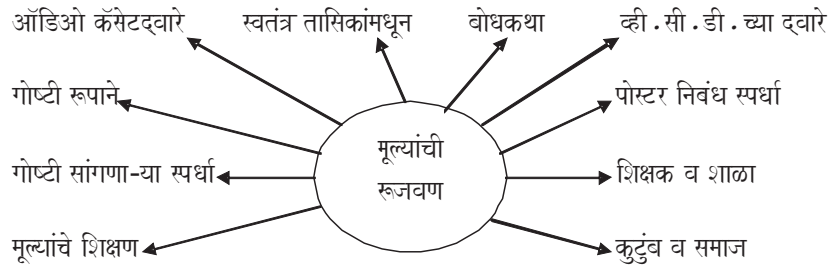 ऑडिओ कॅसेटद्वारे स्वतंत्र तासिकांमधून बोधकथा व्ही.सी.डी.च्या द्वारे
गोष्टी रूपाने पोस्टर निबंध स्पर्धा
मूल्यांची
गोष्टी सांगणा-या स्पर्धा शिक्षक व शाळा
रूजवण
मूल्यांचे शिक्षण कुटुंब व समाज